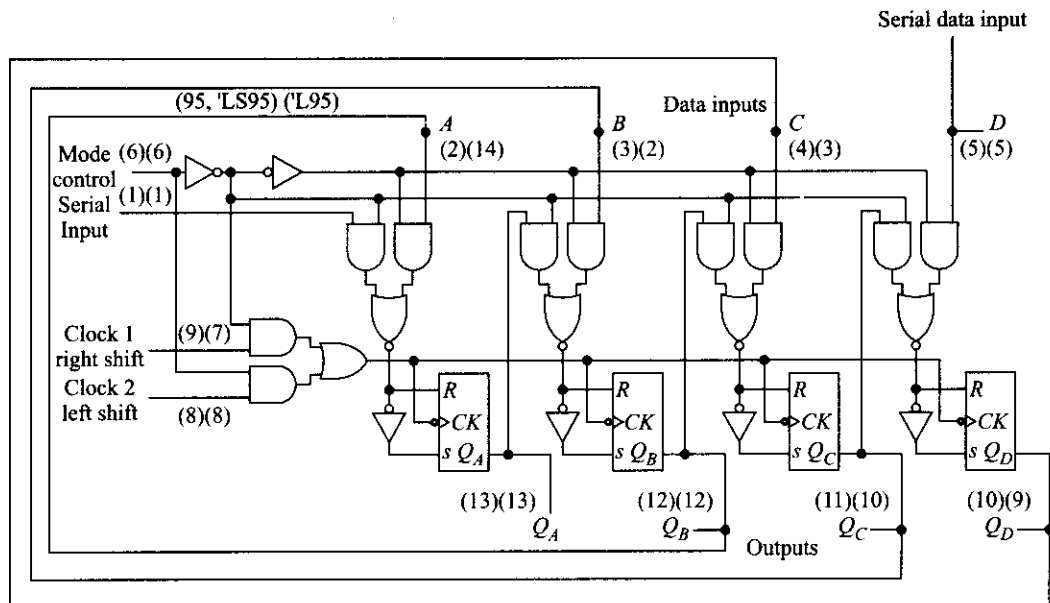 Serial data input
(95, 'LS95) ('L95)
Data inputs
A
B
C
D
(2)(14)
(3)(2)
(4)(3)
(5)(5)
Mode
control
(6)(6)
(1)(1)
Serial
Input
Clock 1
right shift
(9)(7)
Clock 2
left shift
(8)(8)
R
CK
s Q_A
R
CK
s Q_B
R
CK
s Q_C
R
CK
s Q_D
(13)(13)
(12)(12)
(11)(10)
(10)(9)
Q_A
Q_B
Q_C
Q_D
Outputs